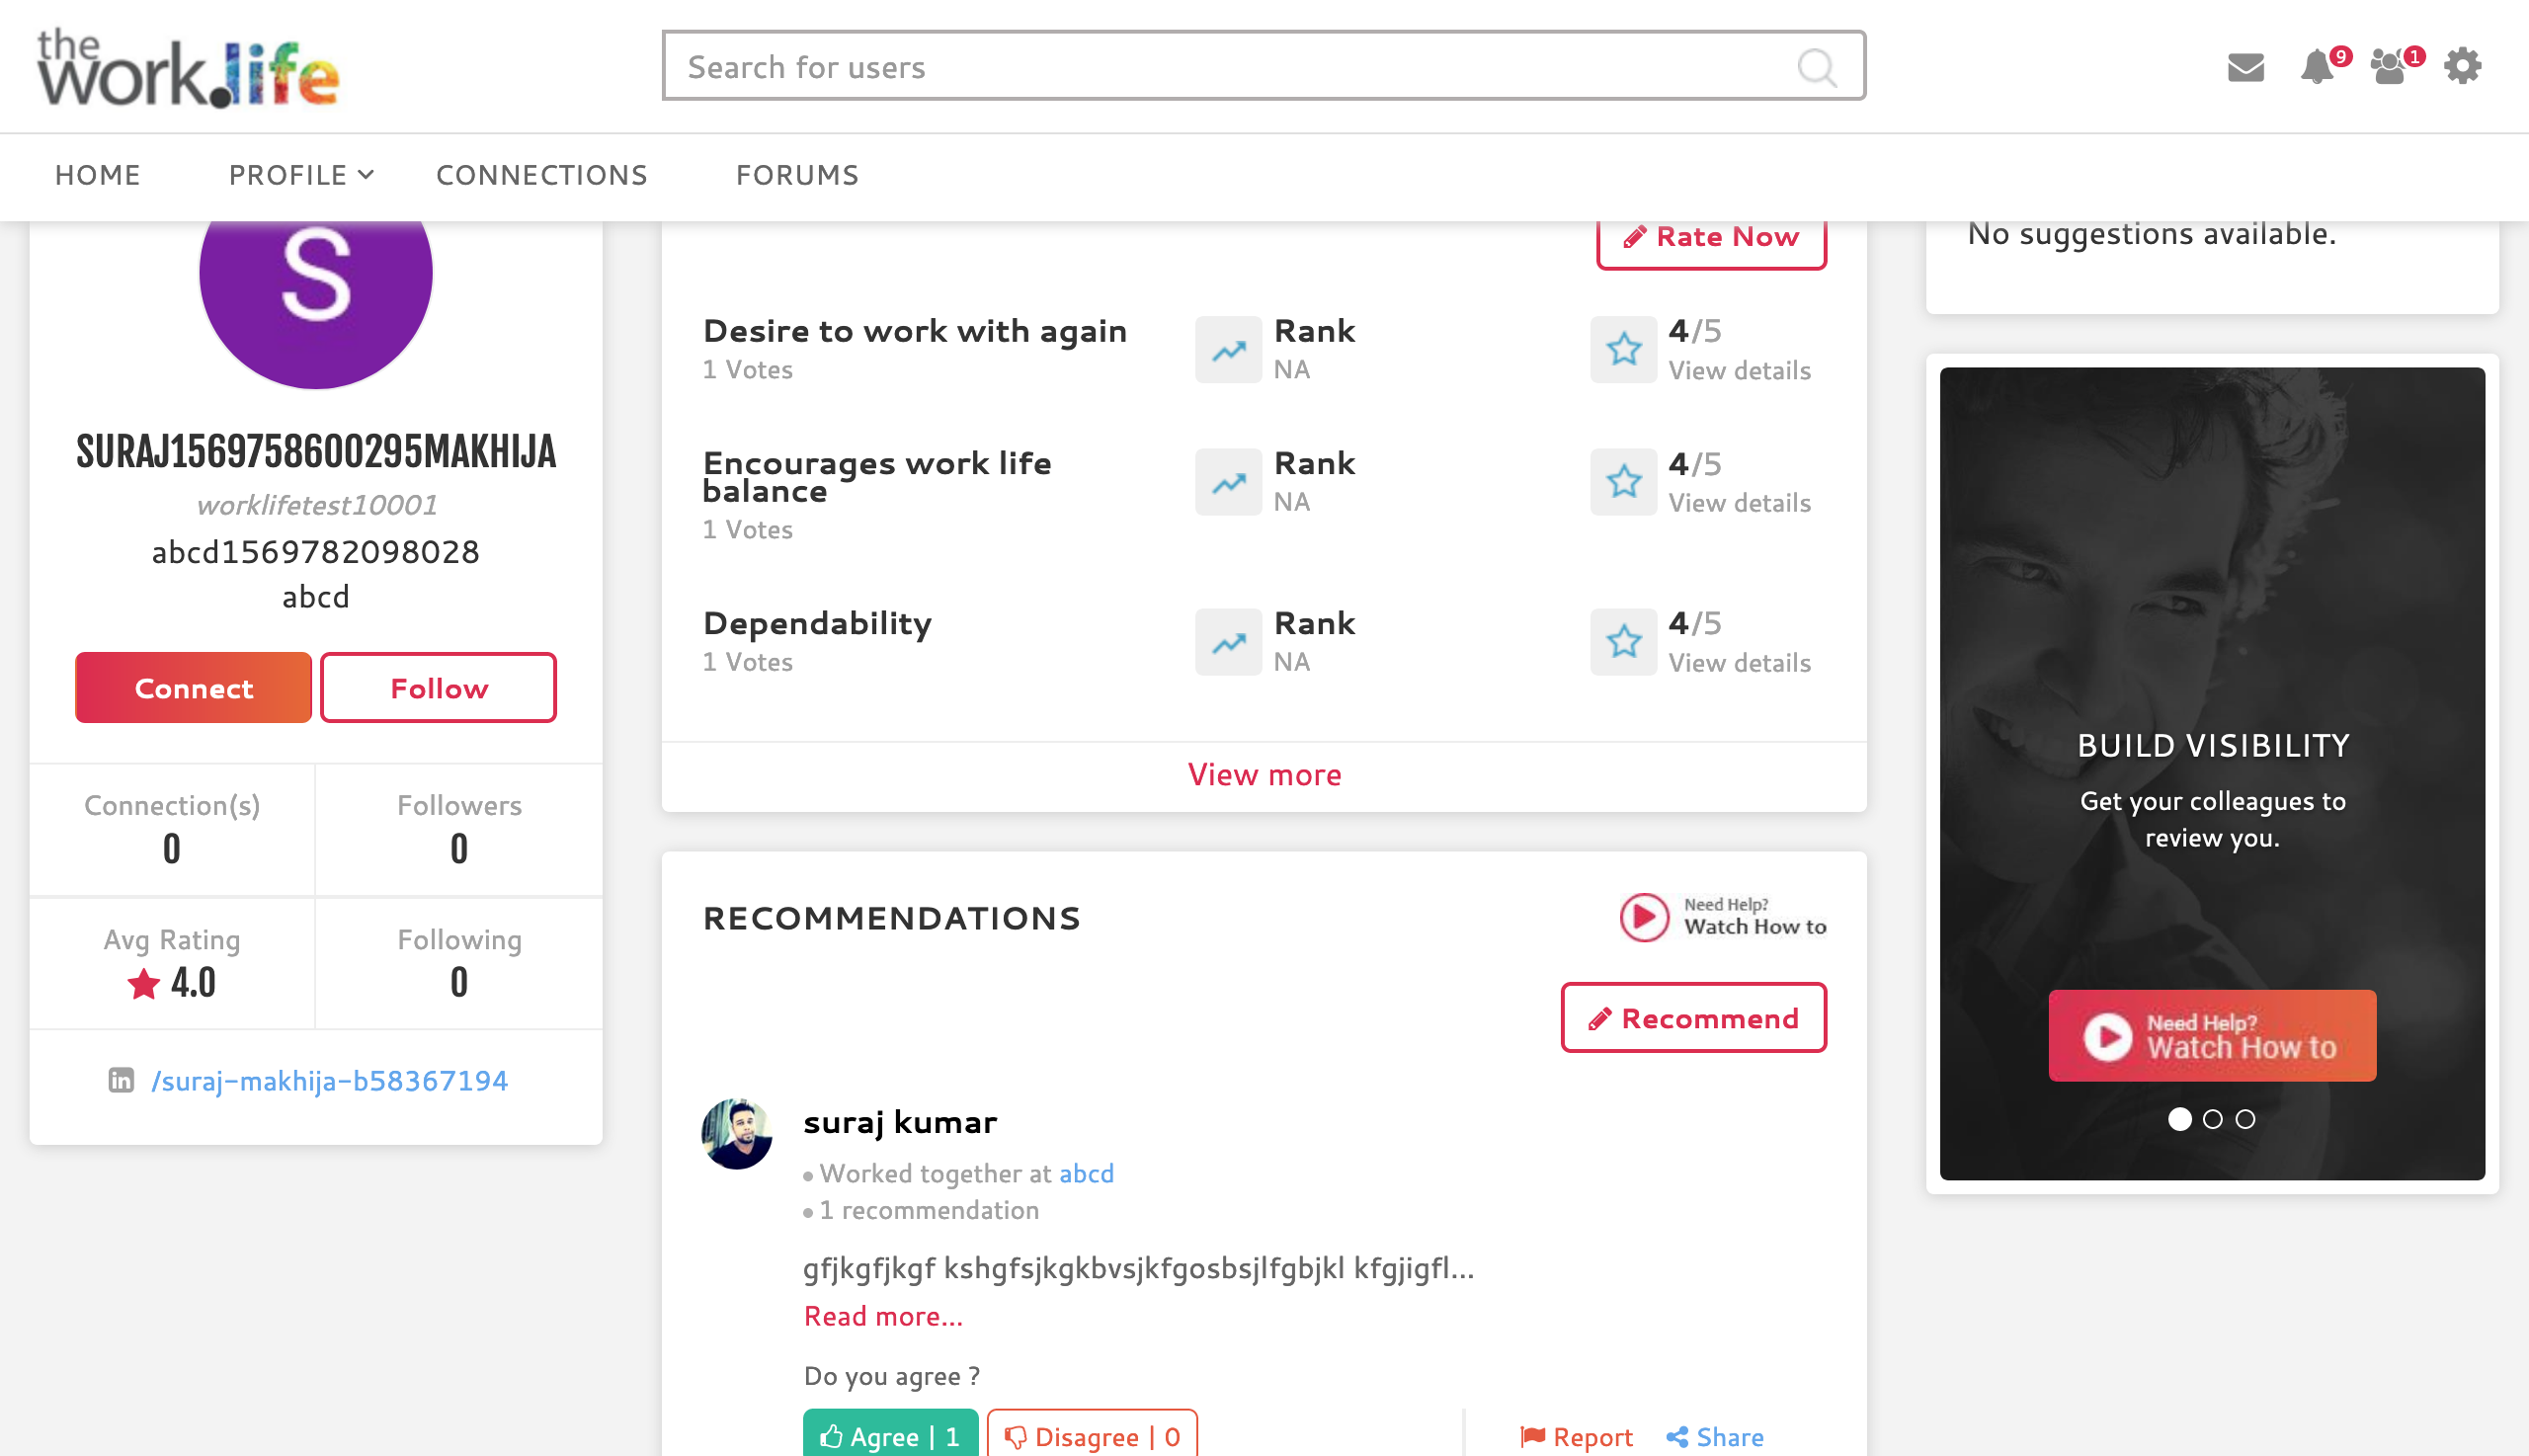 the
work.life
Search for users
9
1
HOME
PROFILE
CONNECTIONS
FORUMS
S
SURAJ1569758600295MAKHIJA
worklifetest10001
abcd1569782098028
abcd
Connect
Follow
Connection(s)
0
Followers
0
Avg Rating
4.0
Following
0
in /suraj-makhija-b58367194
Rate Now
Desire to work with again
1 Votes
Rank
NA
4/5
View details
Encourages work life
balance
1 Votes
Rank
NA
4/5
View details
Dependability
1 Votes
Rank
NA
4/5
View details
View more
RECOMMENDATIONS
Need Help?
Watch How to
Recommend
suraj kumar
Worked together at abcd
1 recommendation
gfjkgfjkgf kshgfsjkgkbvsjkfgosbsjlfgbjkl kfgjigfl...
Read more...
Do you agree ?
Agree | 1
Disagree | 0
Report
Share
No suggestions available.
BUILD VISIBILITY
Get your colleagues to
review you.
Need Help?
Watch How to